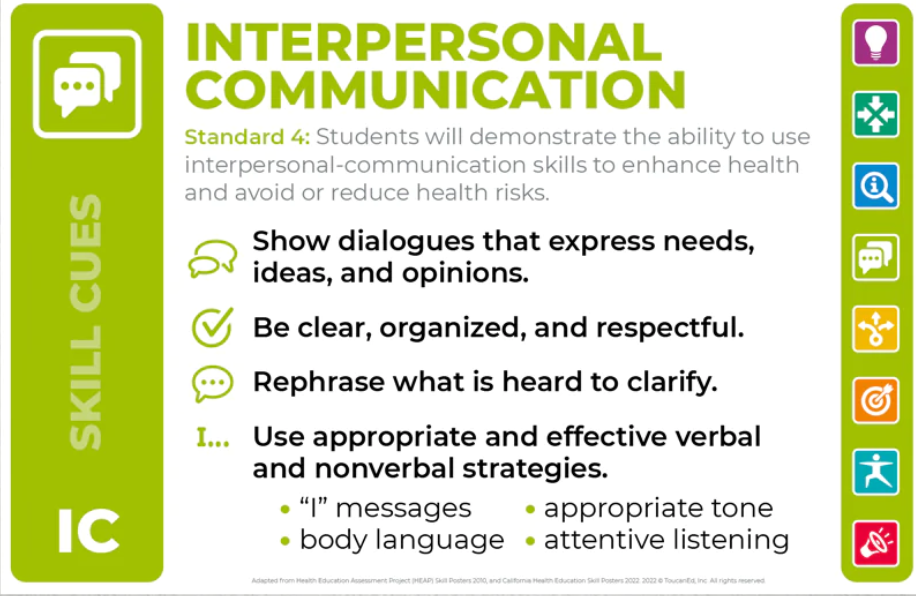 INTERPERSONAL
COMMUNICATION
Standard 4: Students will demonstrate the ability to use
interpersonal-communication skills to enhance health
and avoid or reduce health risks.
SKILL CUES
IC
Show dialogues that express needs,
ideas, and opinions.
Be clear, organized, and respectful.
Rephrase what is heard to clarify.
I... Use appropriate and effective verbal
and nonverbal strategies.
• “I” messages • appropriate tone
• body language • attentive listening
Adapted from Health Education Assessment Project (HEAP) Skill Posters 2010, and California Health Education Skill Posters 2022. 2022 © ToucanEd, Inc. All rights reserved.